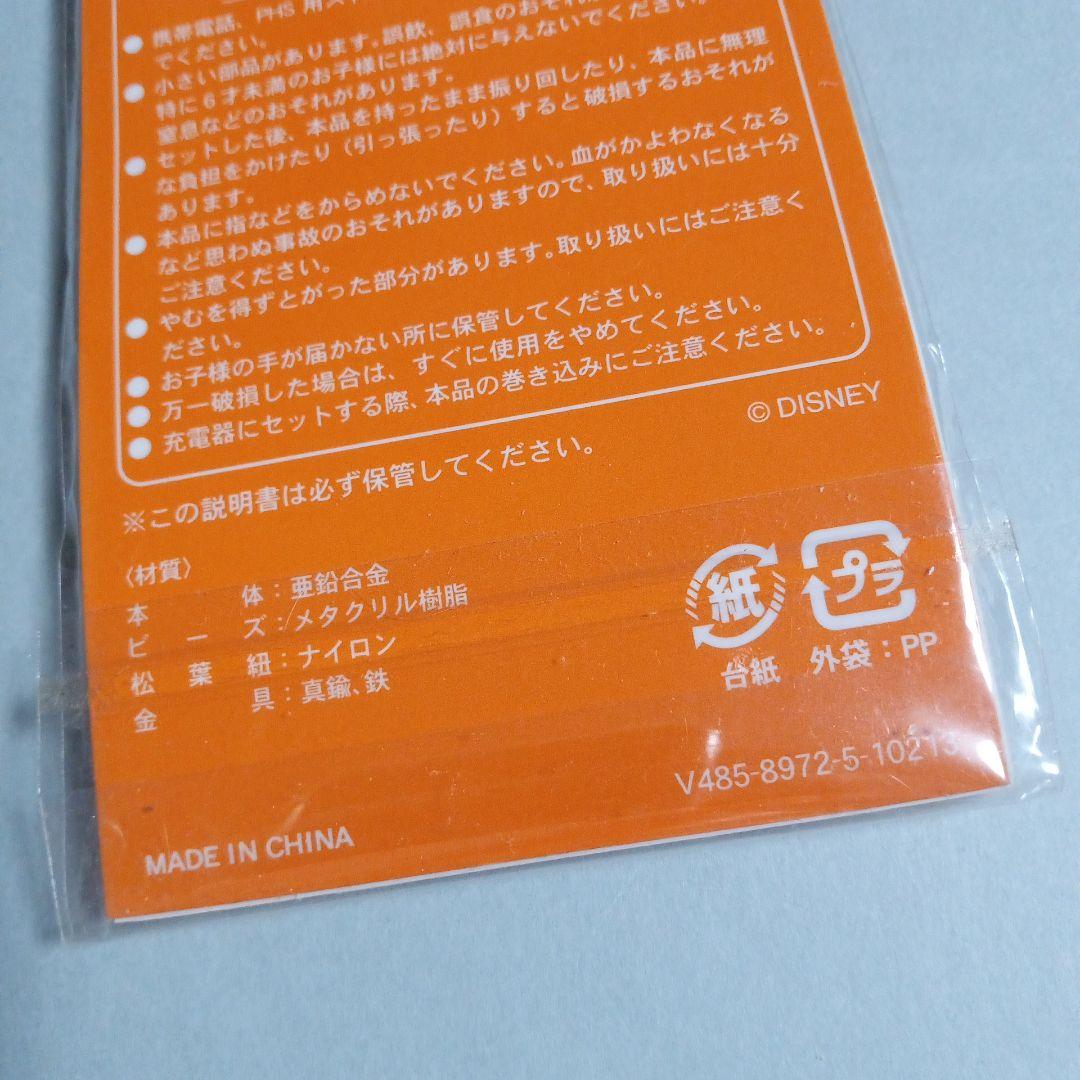 携帯電話、PHS 用ス
でください。
小さい部品があります。誤飲、誤食のおそれが
特に6才未満のお子様には絶対に与えないでください。
窒息などのおそれがあります。
セットした後、本品を持ったまま振り回したり、本品に無理
な負担をかけたり(引っ張ったり)すると破損するおそれが
あります。
本品に指などをからめないでください。血がかよわなくなる
など思わぬ事故のおそれがありますので、取り扱いには十分
ご注意ください。
やむを得ずとがった部分があります。取り扱いにはご注意く
ださい。
お子様の手が届かない所に保管してください。
万一破損した場合は、すぐに使用をやめてください。
充電器にセットする際、本品の巻き込みにご注意ください。
© DISNEY
※この説明書は必ず保管してください。
〈材質〉
本体:亜鉛合金
ビーズ:メタクリル樹脂
松葉紐:ナイロン
金具:真鍮、鉄
紙
台紙
プラ
外袋:PP
V485-8972-5-10213
MADE IN CHINA